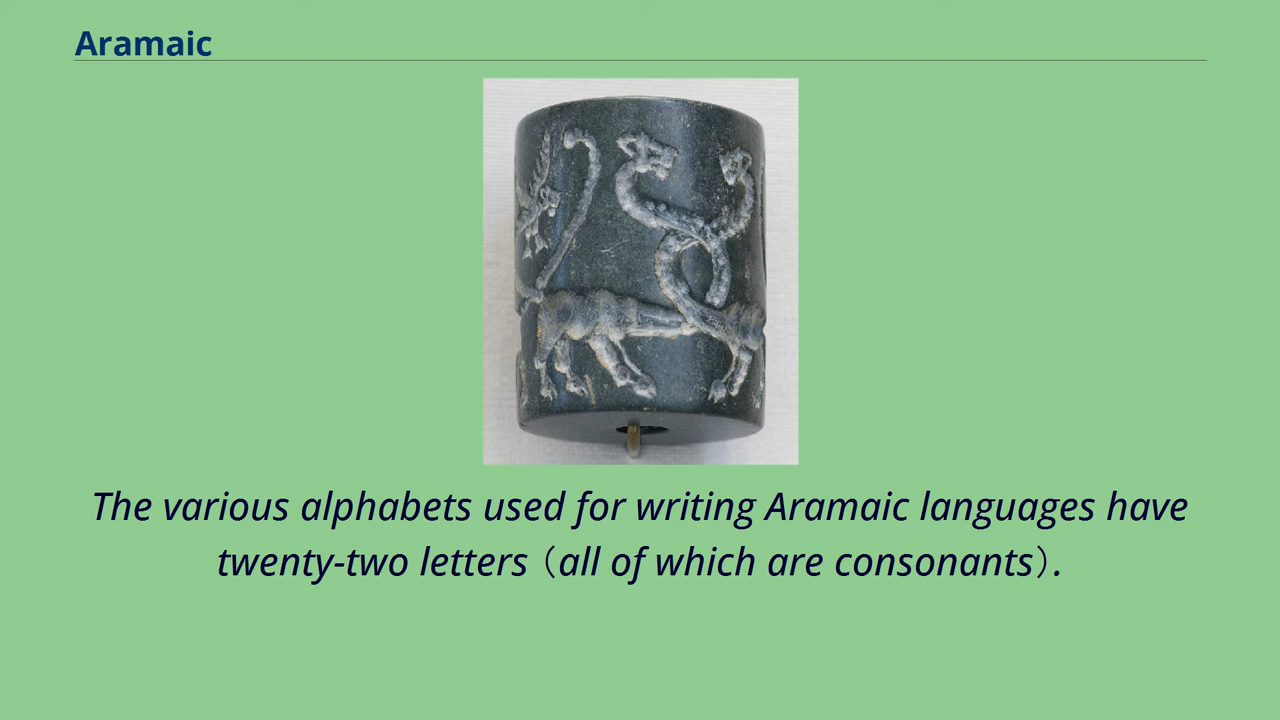 Aramaic
The various alphabets used for writing Aramaic languages have
twenty-two letters（all of which are consonants）.